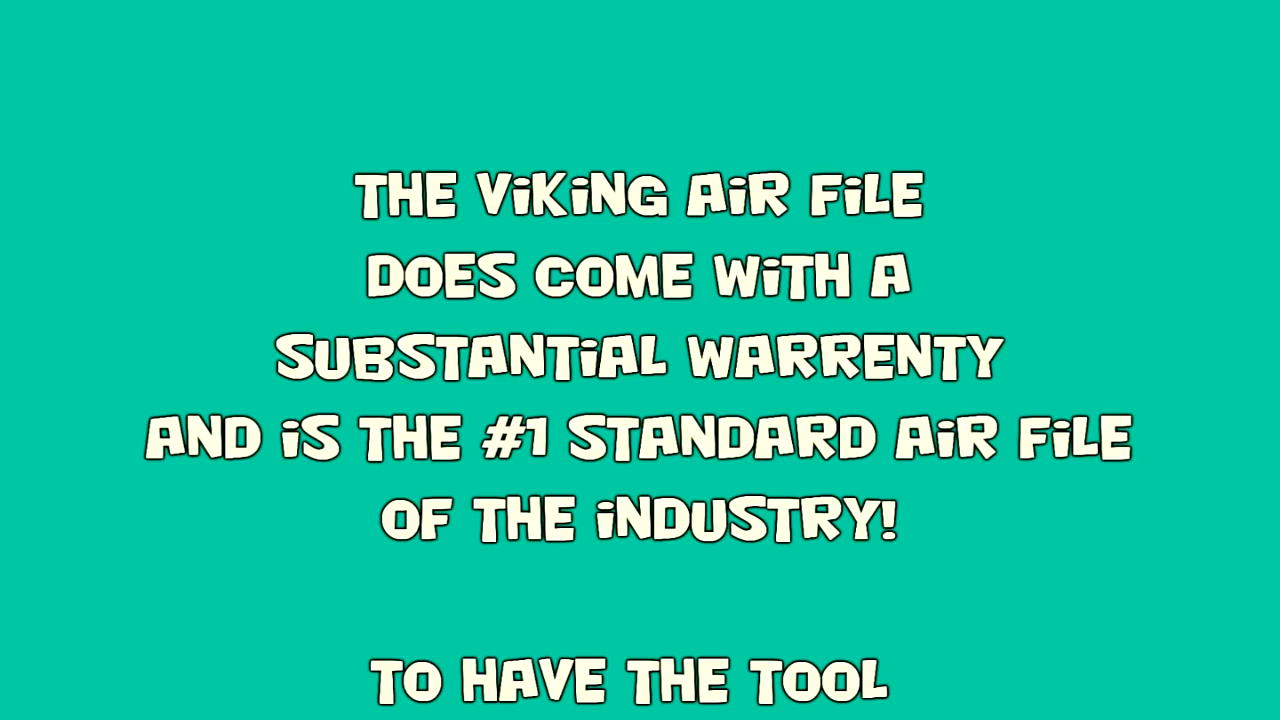 THE ViKiNG AiR FiLE
DOES COME WiTH A
SUBSTANTiAL WARRENTY
AND iS THE #1 STANDARD AiR FiLE
OF THE iNDUSTRY!
TO HAVE THE TOOL